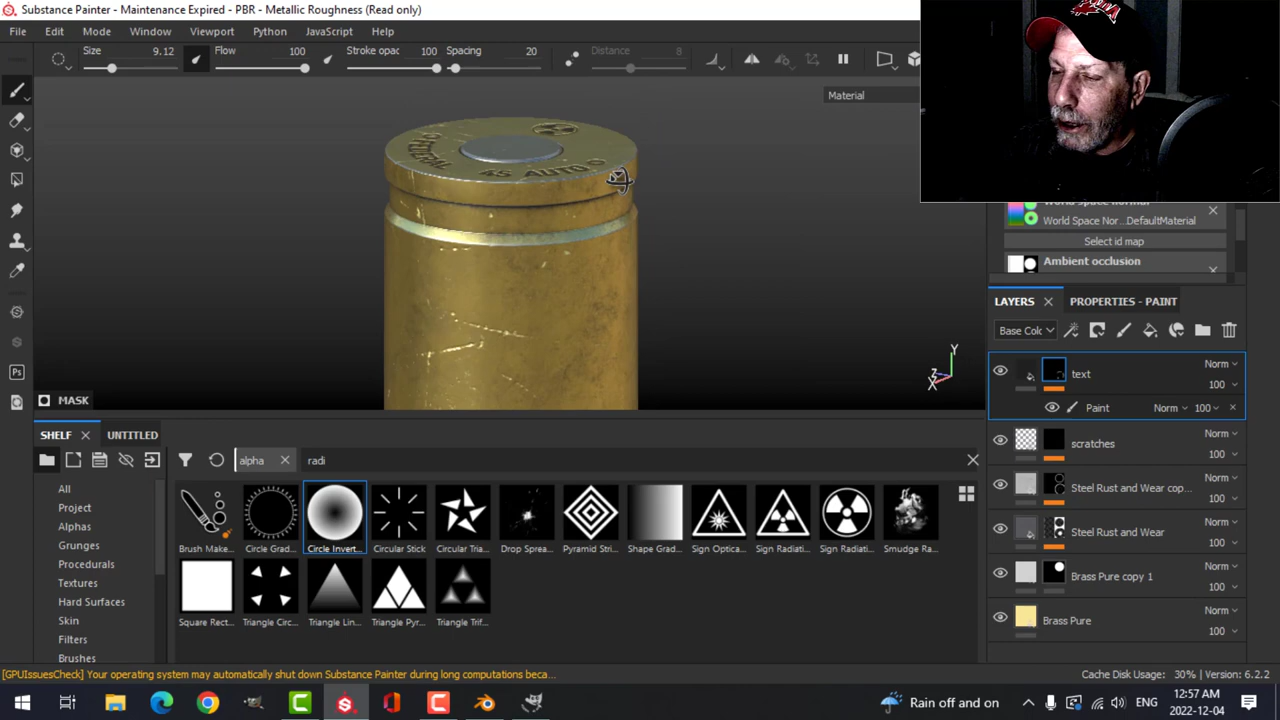 Substance Painter - Maintenance Expired - PBR - Metallic Roughness (Read only)
File Edit Mode Window Viewport Python JavaScript Help
Size 9.12 Flow 100 Stroke opacity 100 Spacing 20 Distance 8
Material
FEDERAL
45 AUTO
World Space Nor...DefaultMaterial
Select id map
Ambient occlusion
LAYERS PROPERTIES - PAINT
Base Col
Norm
text
100
Paint Norm 100
Norm
scratches
100
Norm
Steel Rust and Wear cop...
100
Norm
Steel Rust and Wear
100
Norm
Brass Pure copy 1
100
Norm
Brass Pure
100
Y
Z
X
MASK
SHELF UNTITLED
alpha radi
All
Project
Alphas
Grunges
Procedurals
Textures
Hard Surfaces
Skin
Filters
Brushes
Brush Make... Circle Grad... Circle Invert... Circular Stick Circular Tria... Drop Sprea... Pyramid Stri... Shape Grad... Sign Optica... Sign Radiati... Sign Radiati... Smudge Ra...
Square Rect... Triangle Circ... Triangle Lin... Triangle Pyr... Triangle Trif...
[GPUIssuesCheck] Your operating system may automatically shut down Substance Painter during long computations beca...
Cache Disk Usage: 30% | Version: 6.2.2
Ps
Rain off and on
ENG
12:57 AM
2022-12-04